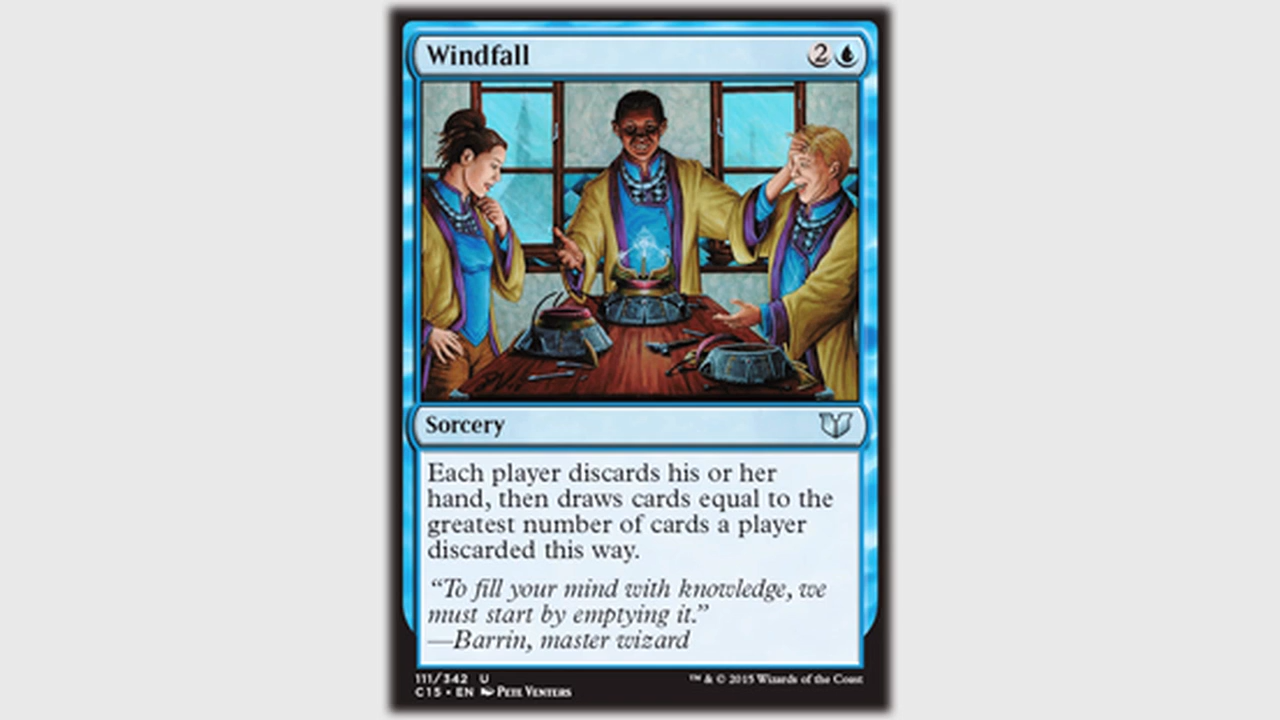 Windfall 2
Sorcery
Each player discards his or her
hand, then draws cards equal to the
greatest number of cards a player
discarded this way.
“To fill your mind with knowledge, we
must start by emptying it.”
—Barrin, master wizard
111/342 U
C15 • EN Pete Venters
™ & © 2015 Wizards of the Coast